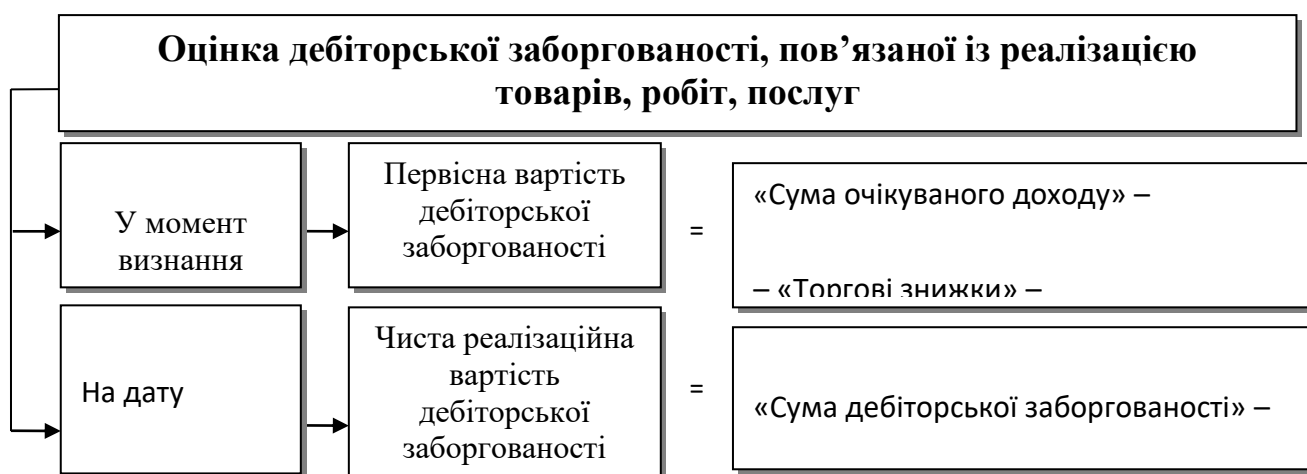 Оцінка дебіторської заборгованості, пов’язаної із реалізацією
товарів, робіт, послуг
У момент
визнання
Первісна вартість
дебіторської
заборгованості
=
«Сума очікуваного доходу» –
– «Торгові знижки» –
На дату
Чиста реалізаційна
вартість
дебіторської
заборгованості
=
«Сума дебіторської заборгованості» –